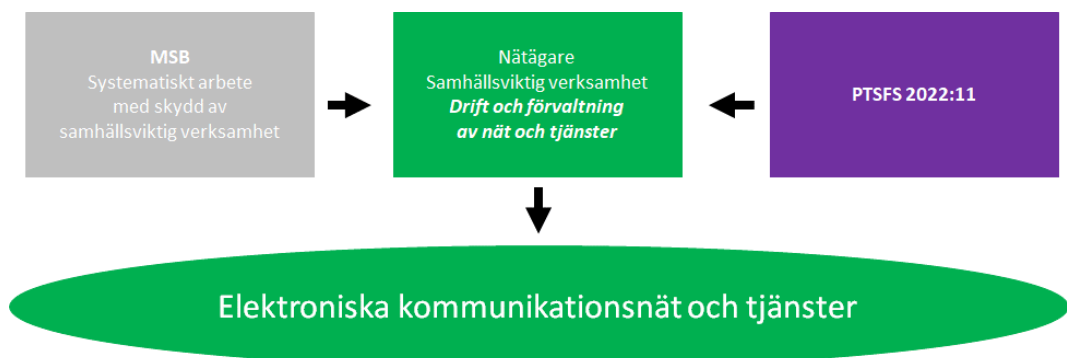 MSB
Systematiskt arbete
med skydd av
samhällsviktig verksamhet
Nätägare
Samhällsviktig verksamhet
Drift och förvaltning
av nät och tjänster
PTSFS 2022:11
Elektroniska kommunikationsnät och tjänster